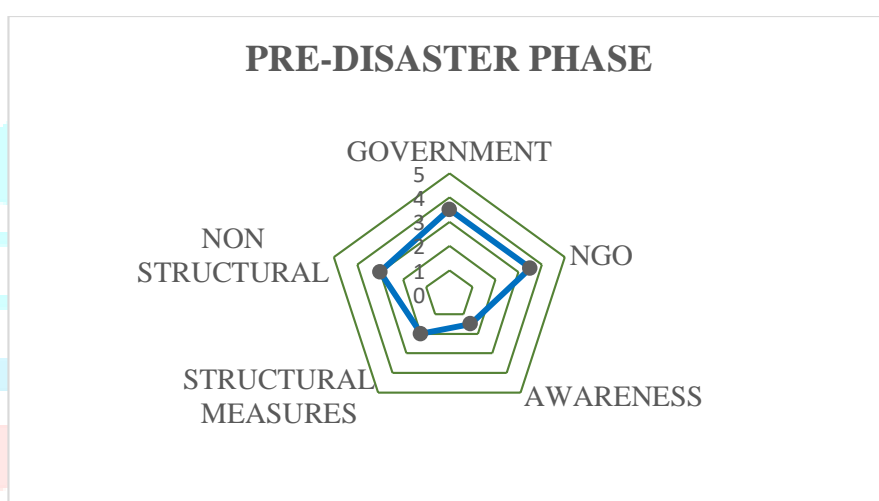 PRE-DISASTER PHASE
GOVERNMENT
5
4
3
2
1
0
NON
STRUCTURAL
NGO
STRUCTURAL
MEASURES
AWARENESS